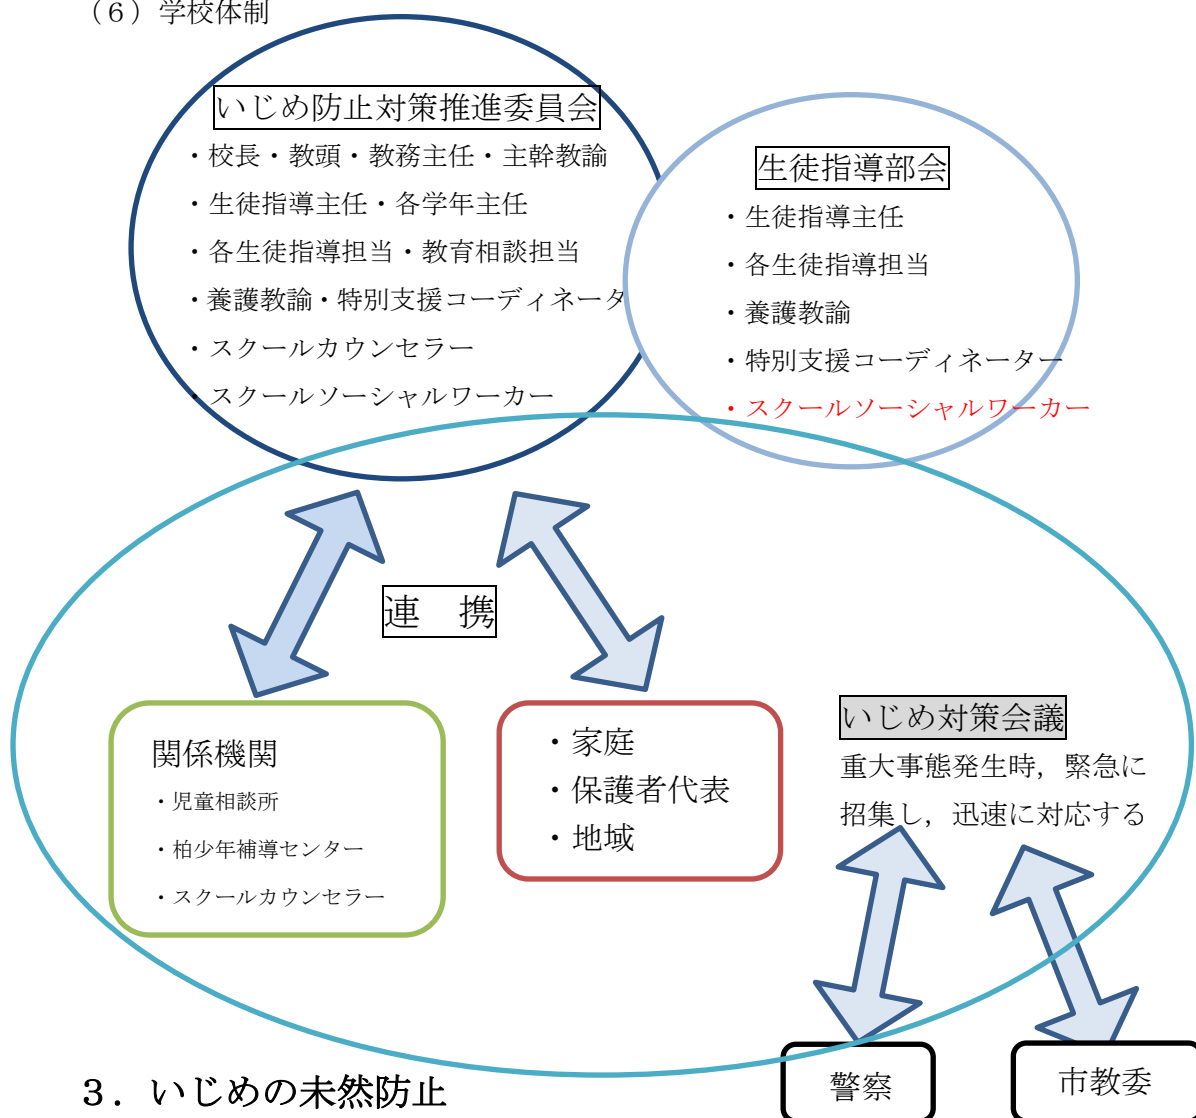 （６）学校体制
いじめ防止対策推進委員会
・校長・教頭・教務主任・主幹教諭
・生徒指導主任・各学年主任
・各生徒指導担当・教育相談担当
・養護教諭・特別支援コーディネータ
・スクールカウンセラー
・スクールソーシャルワーカー
生徒指導部会
・生徒指導主任
・各生徒指導担当
・養護教諭
・特別支援コーディネーター
・スクールソーシャルワーカー
連　携
関係機関
・児童相談所
・柏少年補導センター
・スクールカウンセラー
・家庭
・保護者代表
・地域
いじめ対策会議
重大事態発生時，緊急に
招集し，迅速に対応する
警察
市教委
３．いじめの未然防止